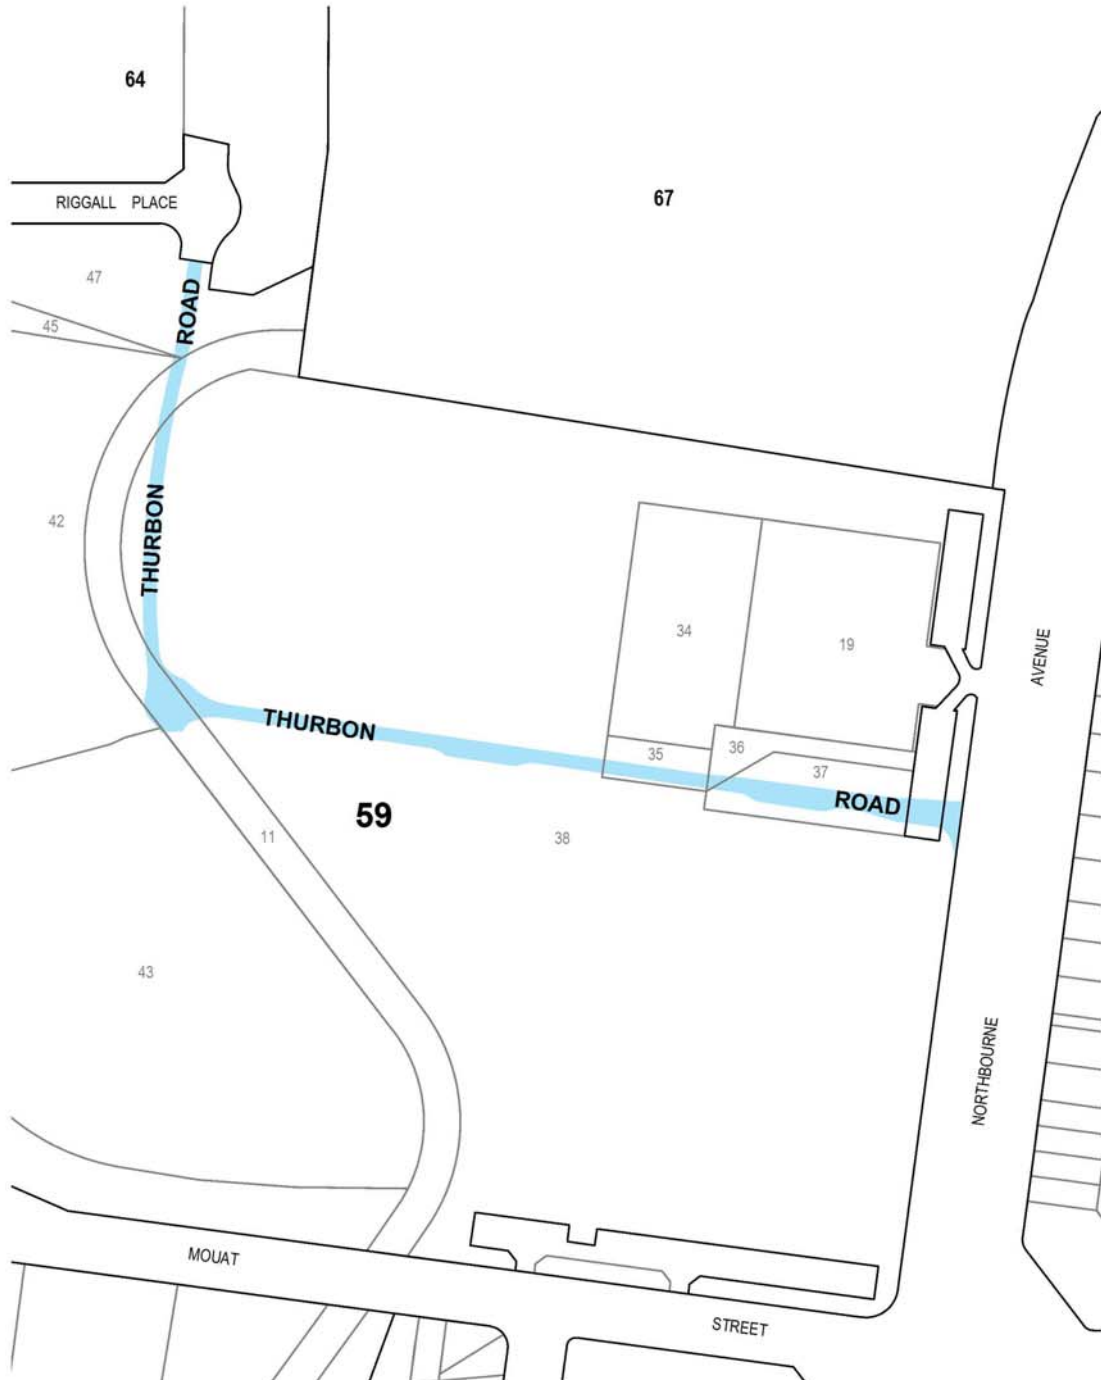 64
RIGGALL PLACE
67
47
ROAD
45
42
THURBON
34
19
AVENUE
THURBON
35
36
37
ROAD
59
11
38
43
NORTHBOURNE
MOUAT
STREET